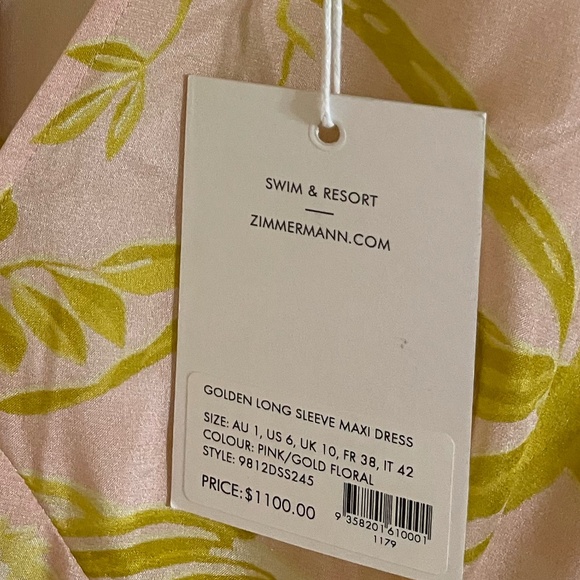 SWIM & RESORT
ZIMMERMANN.COM
GOLDEN LONG SLEEVE MAXI DRESS
SIZE: AU 1, US 6, UK 10, FR 38, IT 42
COLOUR: PINK/GOLD FLORAL
STYLE: 9812DSS245
PRICE:$1100.00
9 358201 610001
1179